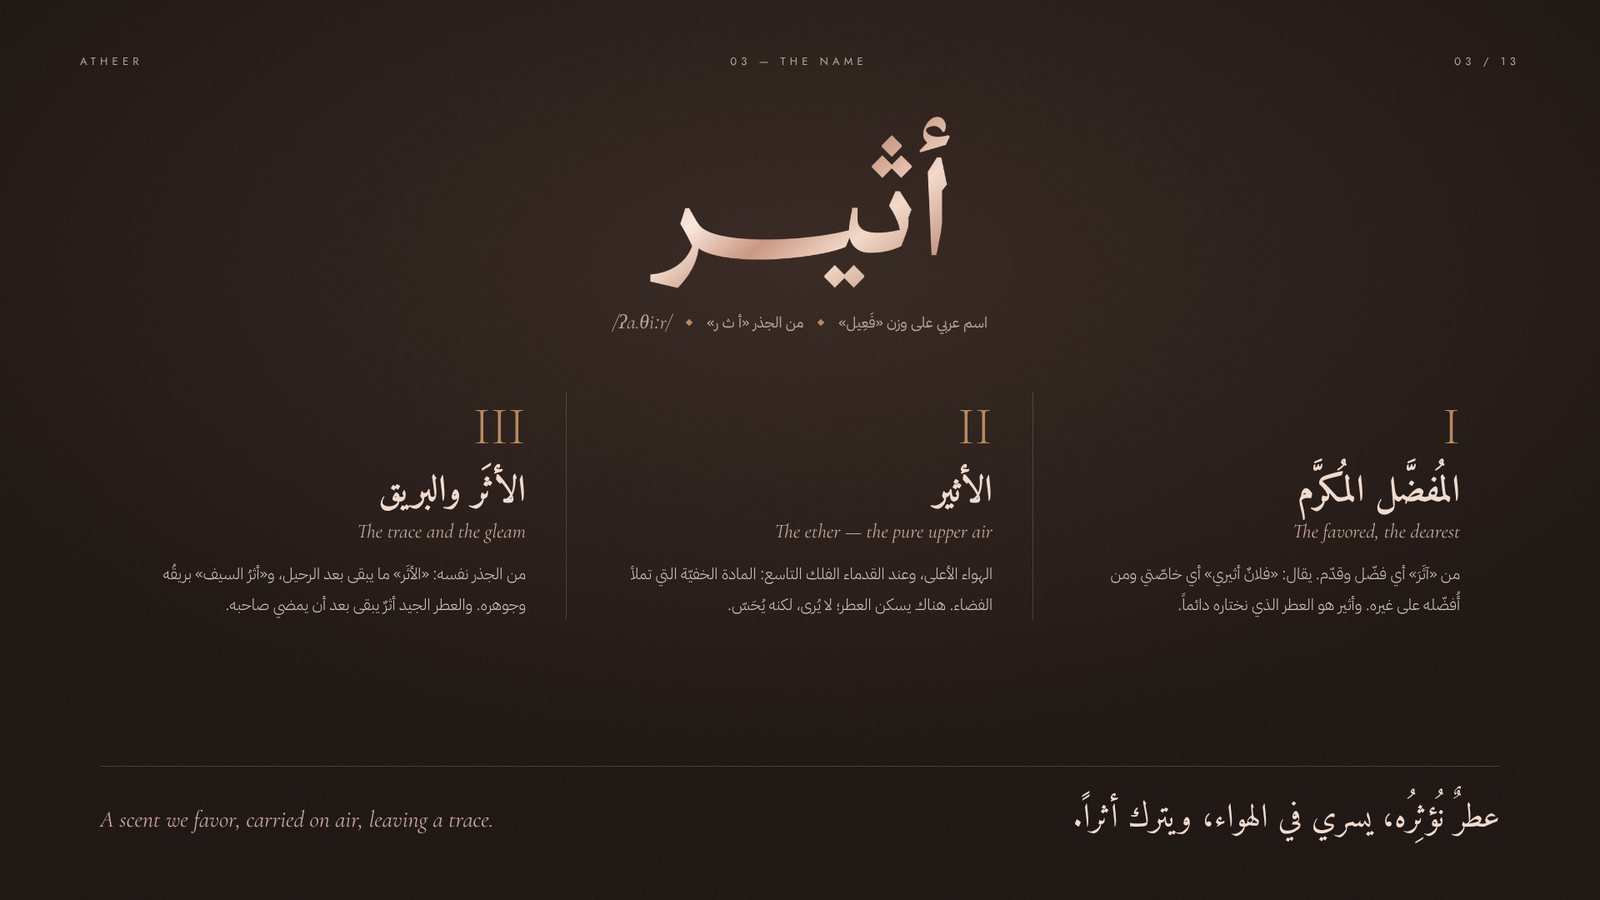 ATHEER
03 — THE NAME
03 / 13
أثيـر
اسم عربي على وزن «فَعِيل» ◆ من الجذر «أ ث ر» ◆ /ʔa.θiːr/
I
المُفضَّل المُكرَّم
The favored, the dearest
من «آثَرَ» أي فضّل وقدّم. يقال: «فلانٌ أثيري» أي خاصّتي ومن
أُفضّله على غيره. وأثير هو العطر الذي نختاره دائماً.
II
الأثير
The ether — the pure upper air
الهواء الأعلى، وعند القدماء الفلك التاسع: المادة الخفيّة التي تملأ
الفضاء. هناك يسكن العطر؛ لا يُرى، لكنه يُحَسّ.
III
الأثَر والبريق
The trace and the gleam
من الجذر نفسه: «الأثَر» ما يبقى بعد الرحيل، و«أثرُ السيف» بريقُه
وجوهره. والعطر الجيد أثرٌ يبقى بعد أن يمضي صاحبه.
عطرٌ نُؤثِرُه، يسري في الهواء، ويترك أثراً.
A scent we favor, carried on air, leaving a trace.